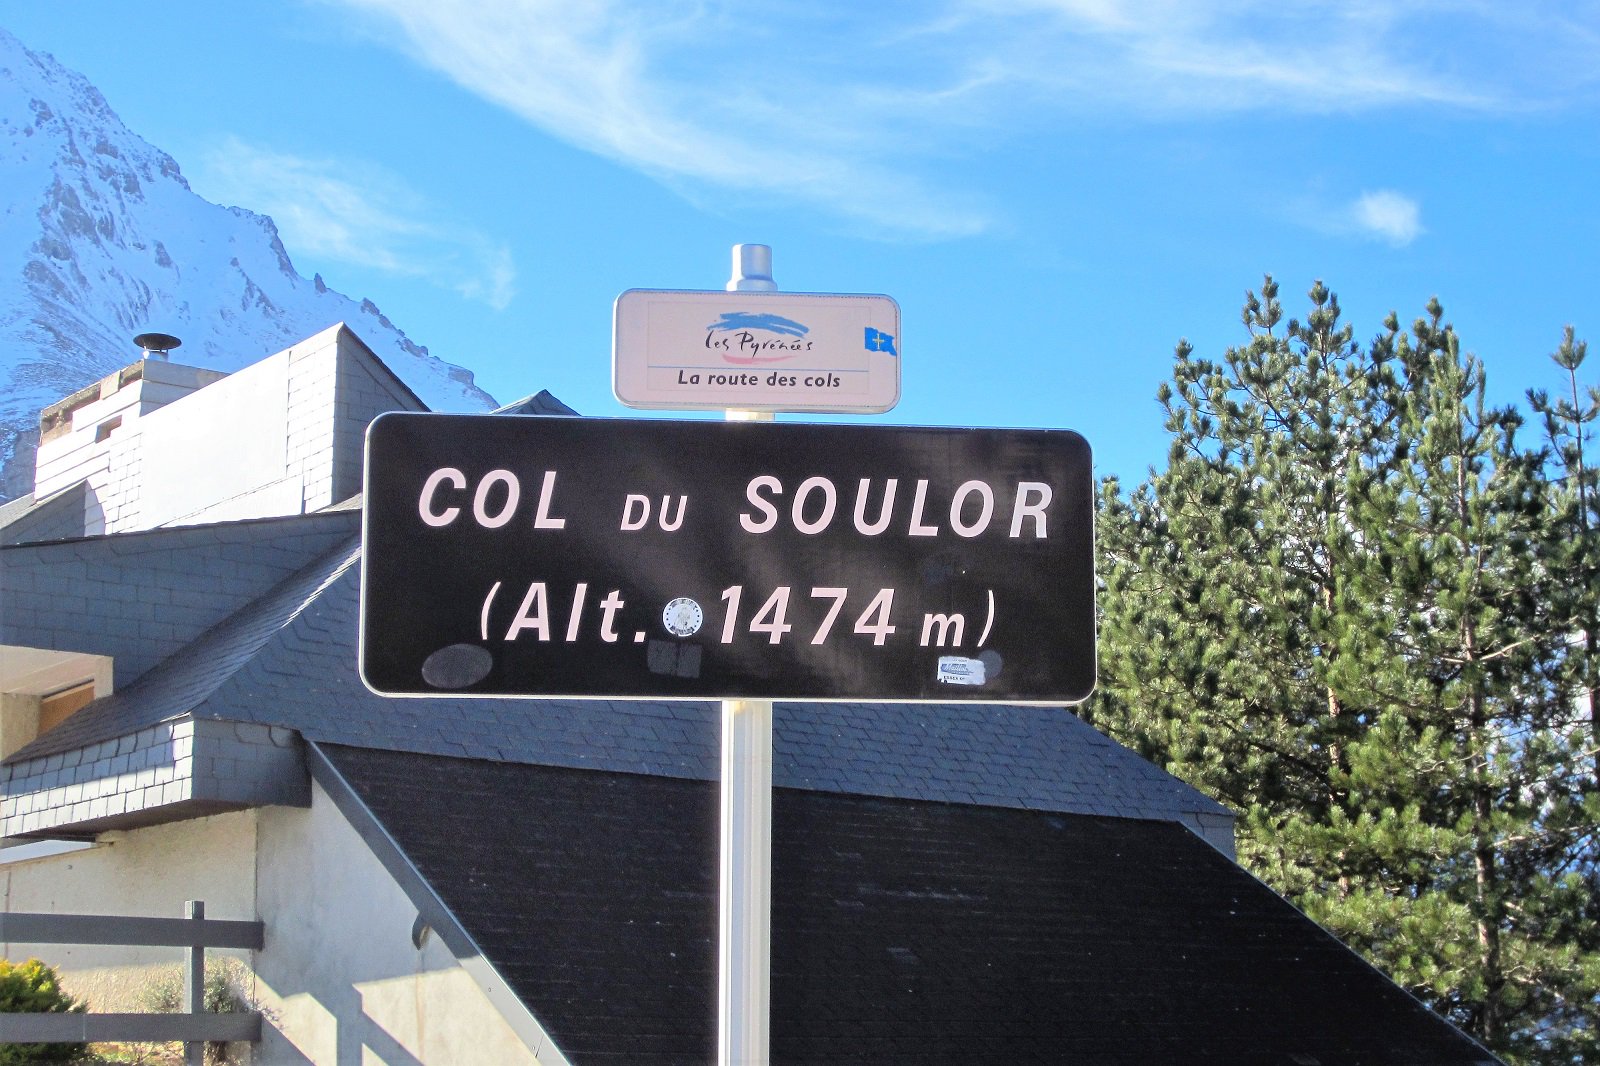 Les Pyrénées
La route des cols
COL DU SOULOR
(Alt. 1474 m)